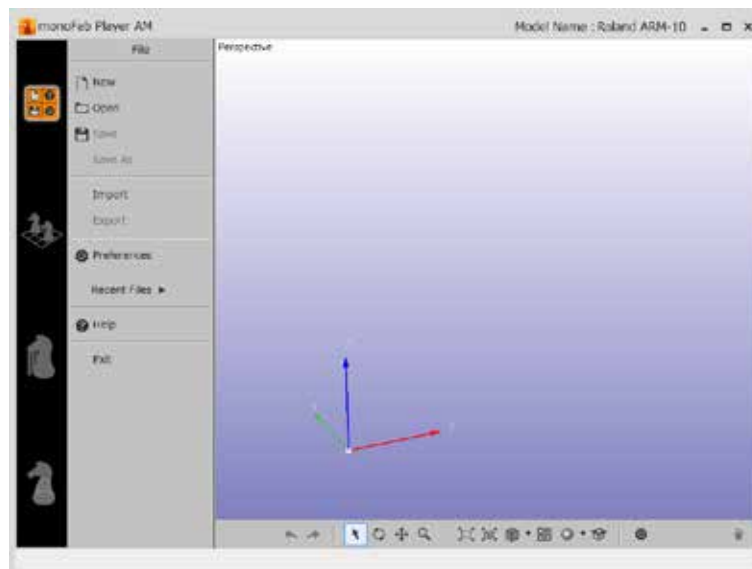 monoFab Player AM
Model Name : Roland ARM-10
File
Perspective
New
Open
Save
Save As
Import
Export
Preferences
Recent Files
Help
Exit